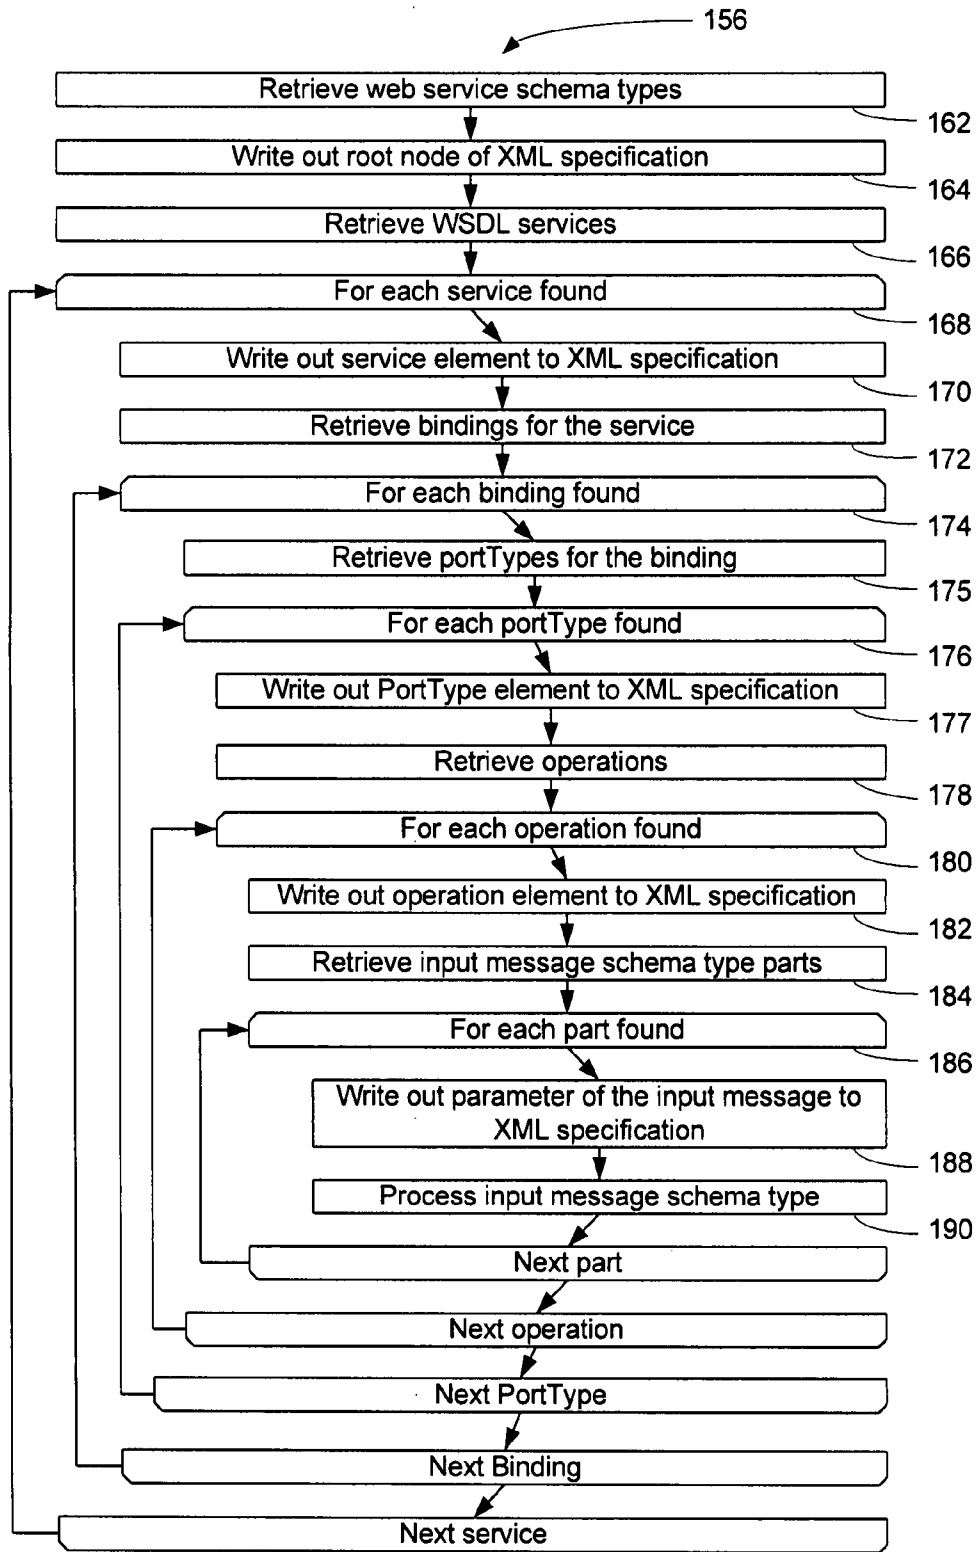 156
Retrieve web service schema types
162
Write out root node of XML specification
164
Retrieve WSDL services
166
For each service found
168
Write out service element to XML specification
170
Retrieve bindings for the service
172
For each binding found
174
Retrieve portTypes for the binding
175
For each portType found
176
Write out PortType element to XML specification
177
Retrieve operations
178
For each operation found
180
Write out operation element to XML specification
182
Retrieve input message schema type parts
184
For each part found
186
Write out parameter of the input message to
XML specification
188
Process input message schema type
190
Next part
Next operation
Next PortType
Next Binding
Next service